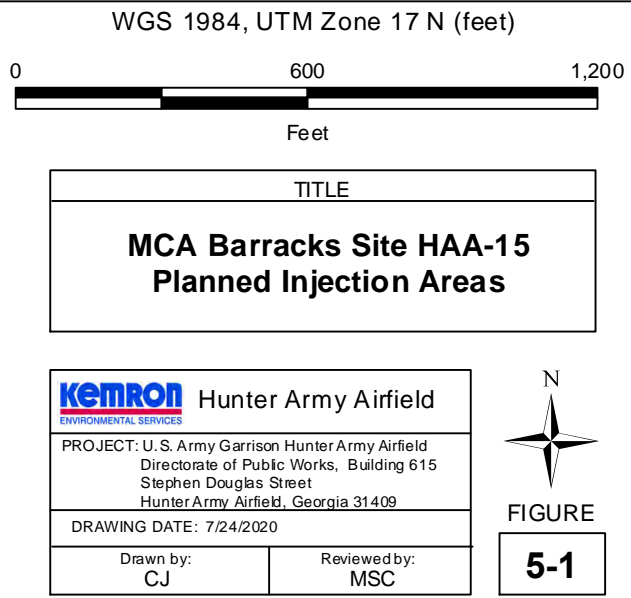 WGS 1984, UTM Zone 17 N (feet)
0 600 1,200
Feet
TITLE
MCA Barracks Site HAA-15
Planned Injection Areas
KEMRON
ENVIRONMENTAL SERVICES
Hunter Army Airfield
PROJECT: U.S. Army Garrison Hunter Army Airfield
Directorate of Public Works, Building 615
Stephen Douglas
Street
Hunter Army Airfield, Georgia 31409
DRAWING DATE: 7/24/2020
Drawn by:
CJ
Reviewed by:
MSC
N
FIGURE
5-1